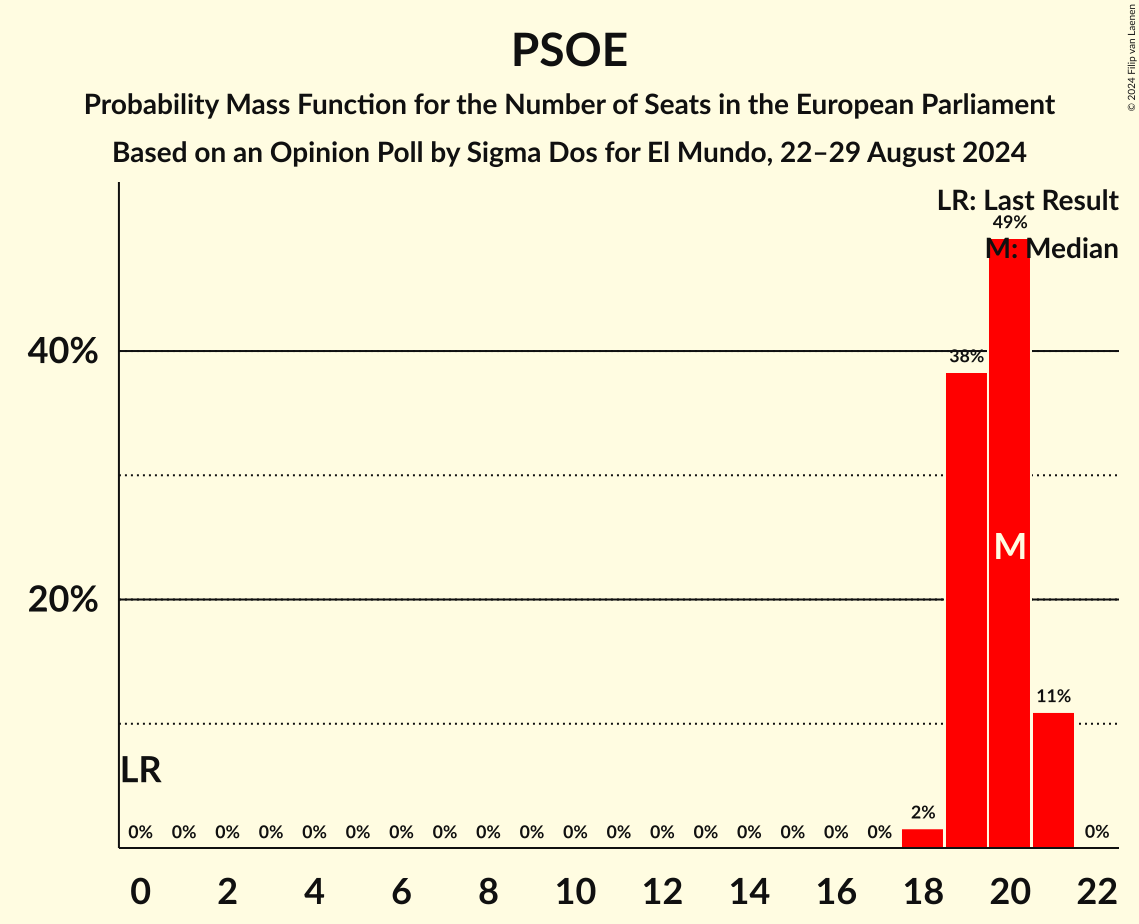 PSOE
Probability Mass Function for the Number of Seats in the European Parliament
Based on an Opinion Poll by Sigma Dos for El Mundo, 22–29 August 2024
© 2024 Filip van Laenen
LR: Last Result
49%
M: Median
40%
38%
M
20%
11%
LR
2%
0% 0% 0% 0% 0% 0% 0% 0% 0% 0% 0% 0% 0% 0% 0% 0% 0% 0% 0%
0 2 4 6 8 10 12 14 16 18 20 22